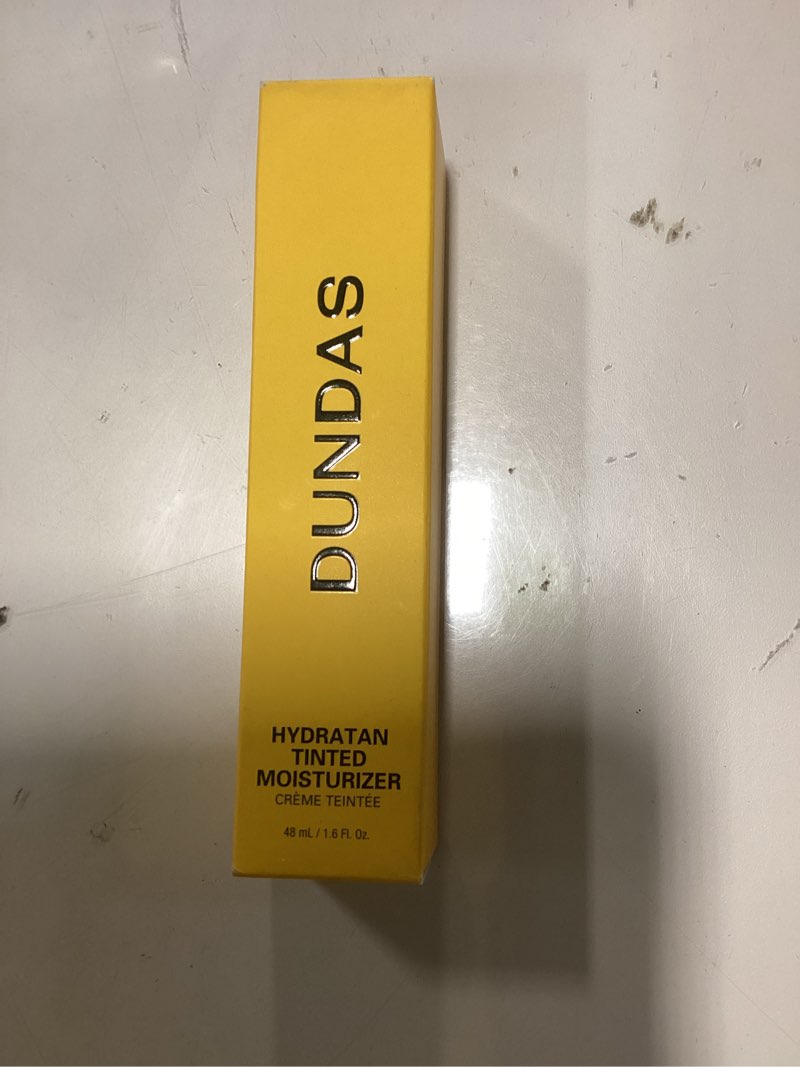 DUNDAS
HYDRATAN
TINTED
MOISTURIZER
CRÈME TEINTÉE
48 mL / 1.6 Fl. Oz.